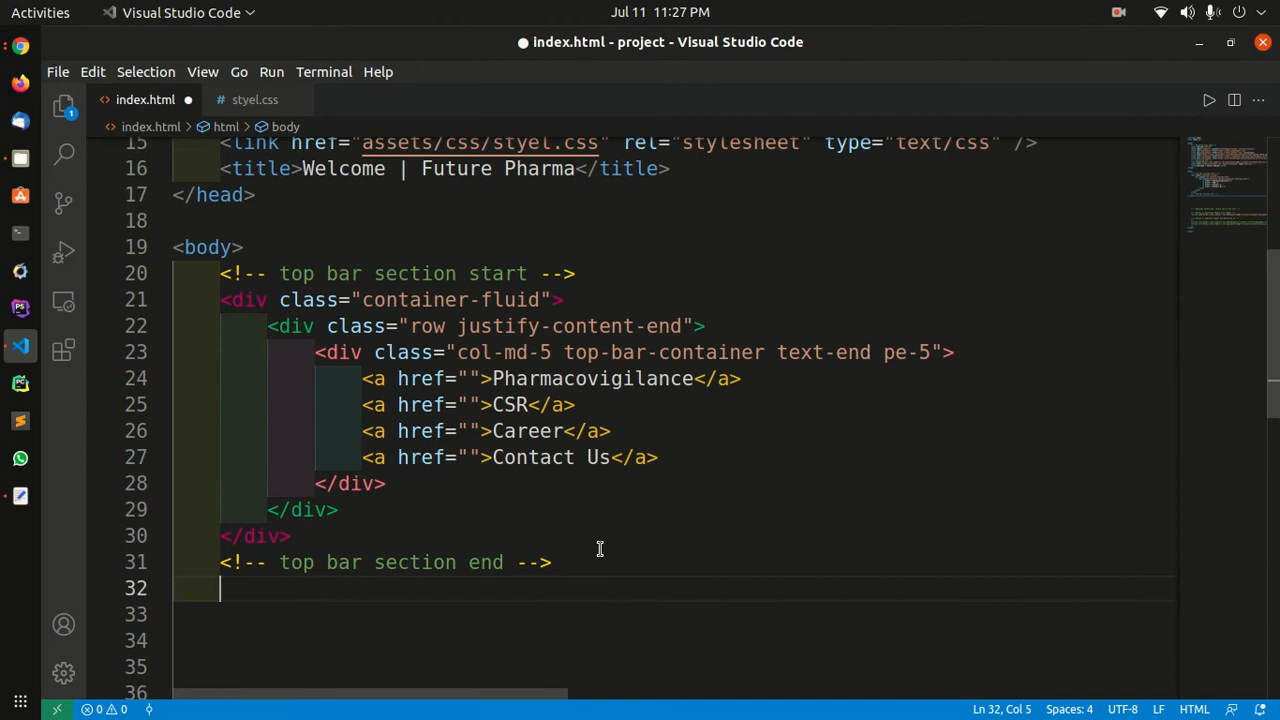 Activities
Visual Studio Code
Jul 11 11:27 PM
index.html - project - Visual Studio Code
File Edit Selection View Go Run Terminal Help
index.html
# styel.css
index.html html body
15 <link href="assets/css/styel.css" rel="stylesheet" type="text/css" />
16 <title>Welcome | Future Pharma</title>
17 </head>
18
19 <body>
20 <!-- top bar section start -->
21 <div class="container-fluid">
22 <div class="row justify-content-end">
23 <div class="col-md-5 top-bar-container text-end pe-5">
24 <a href="">Pharmacovigilance</a>
25 <a href="">CSR</a>
26 <a href="">Career</a>
27 <a href="">Contact Us</a>
28 </div>
29 </div>
30 </div>
31 <!-- top bar section end -->
32
33
34
35
36
1
PS
PC
0 0
Ln 32, Col 5 Spaces: 4 UTF-8 LF HTML